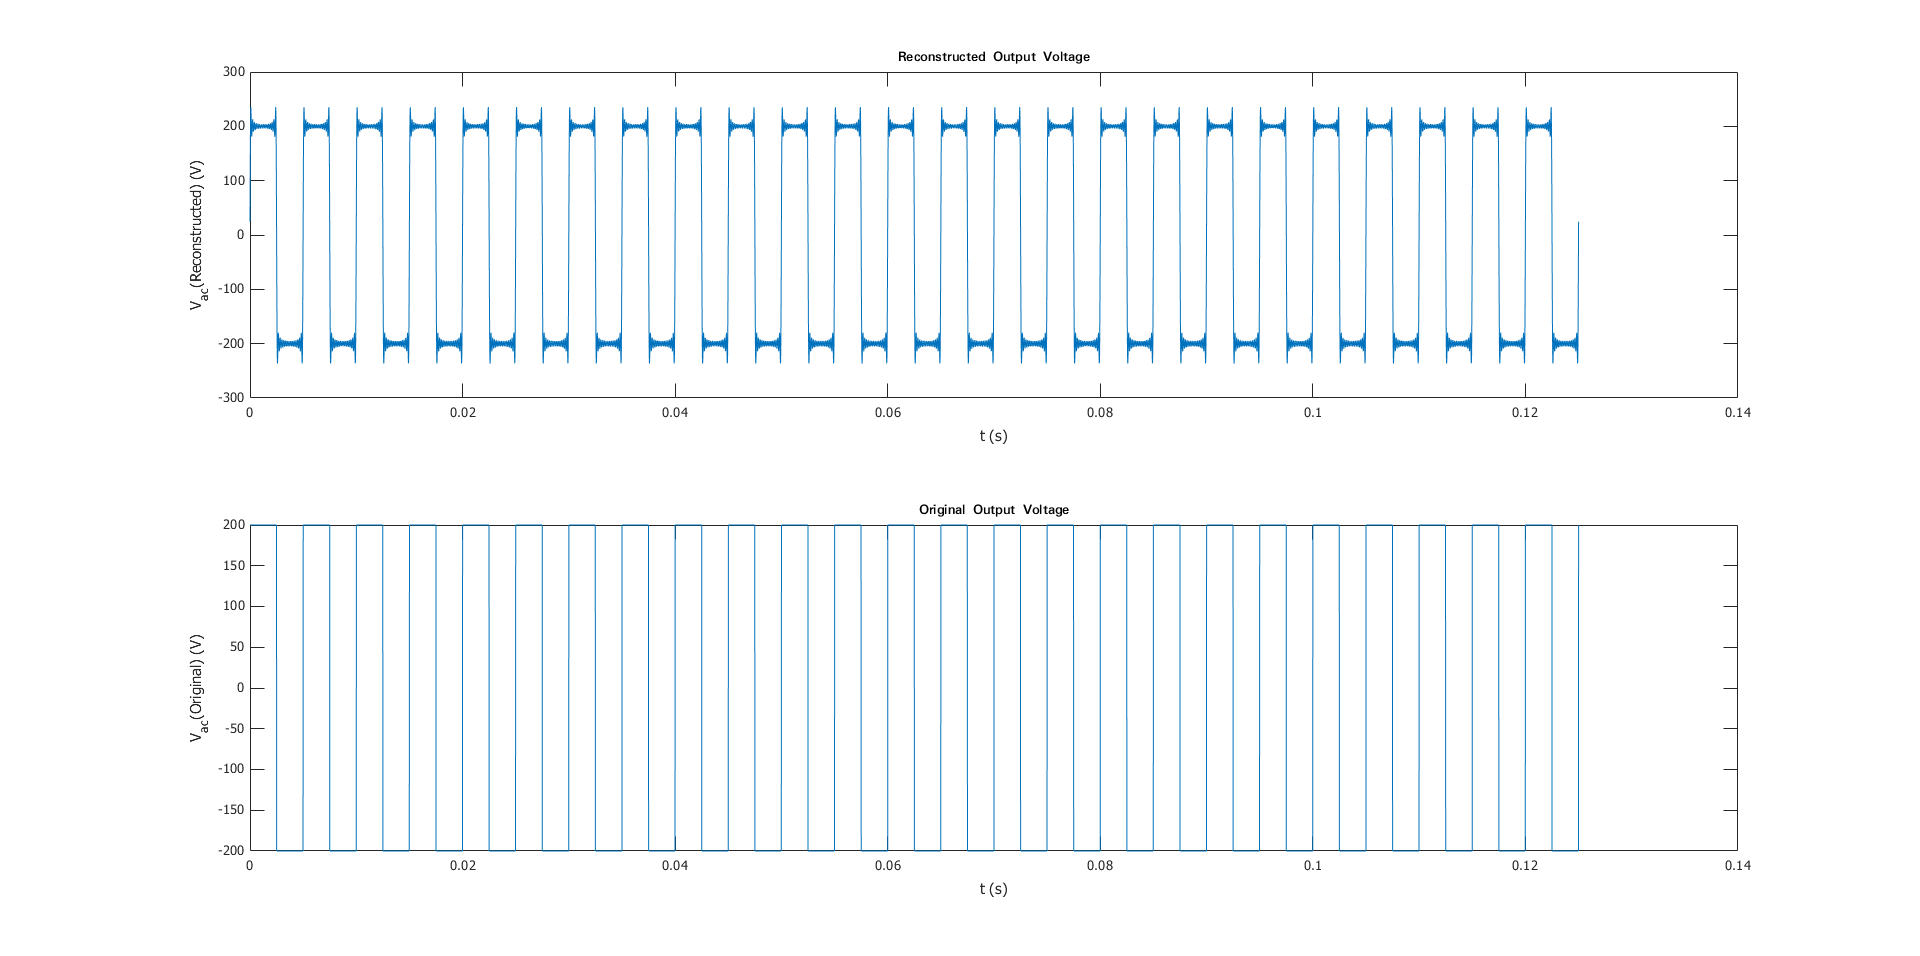 Reconstructed Output Voltage
300
200
100
0
-100
-200
-300
V_ac(Reconstructed) (V)
0 0.02 0.04 0.06 0.08 0.1 0.12 0.14
t (s)
Original Output Voltage
200
150
100
50
0
-50
-100
-150
-200
V_ac(Original) (V)
0 0.02 0.04 0.06 0.08 0.1 0.12 0.14
t (s)